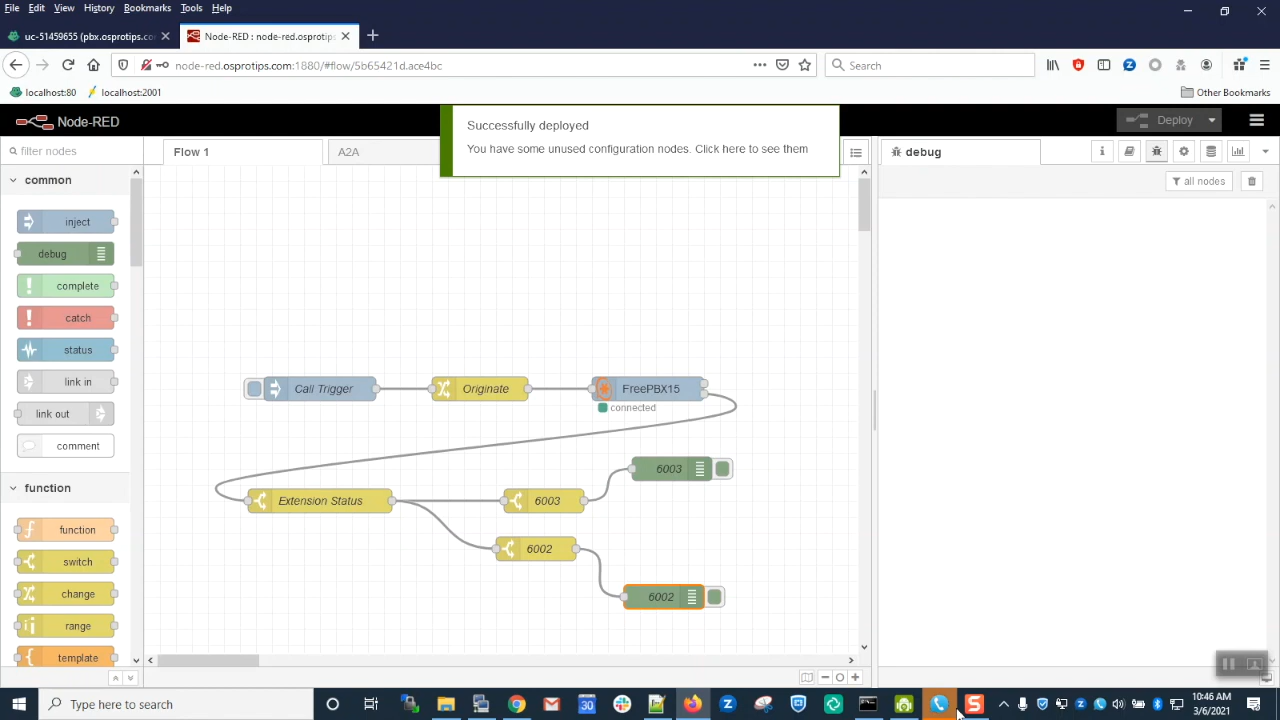 File Edit View History Bookmarks Tools Help
uc-51459655 (pbx.osprotips.co
Node-RED : node-red.osprotips
node-red.osprotips.com:1880/#flow/5b65421d.ace4bc
Search
localhost:80 localhost:2001 Other Bookmarks
Node-RED
Deploy
Successfully deployed
You have some unused configuration nodes. Click here to see them
filter nodes
Flow 1
A2A
debug
all nodes
common
inject
debug
complete
catch
status
link in
link out
comment
function
function
switch
change
range
template
Call Trigger
Originate
FreePBX15
connected
6003
Extension Status
6003
6002
6002
Type here to search
31
10:46 AM
3/6/2021